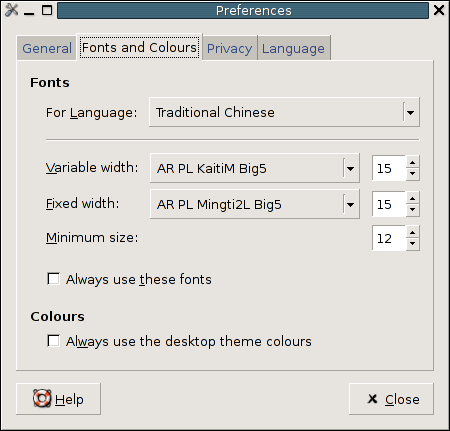 Preferences
General Fonts and Colours Privacy Language
Fonts
For Language: Traditional Chinese
Variable width: AR PL KaitiM Big5 15
Fixed width: AR PL Mingti2L Big5 15
Minimum size: 12
Always use these fonts
Colours
Always use the desktop theme colours
Help Close